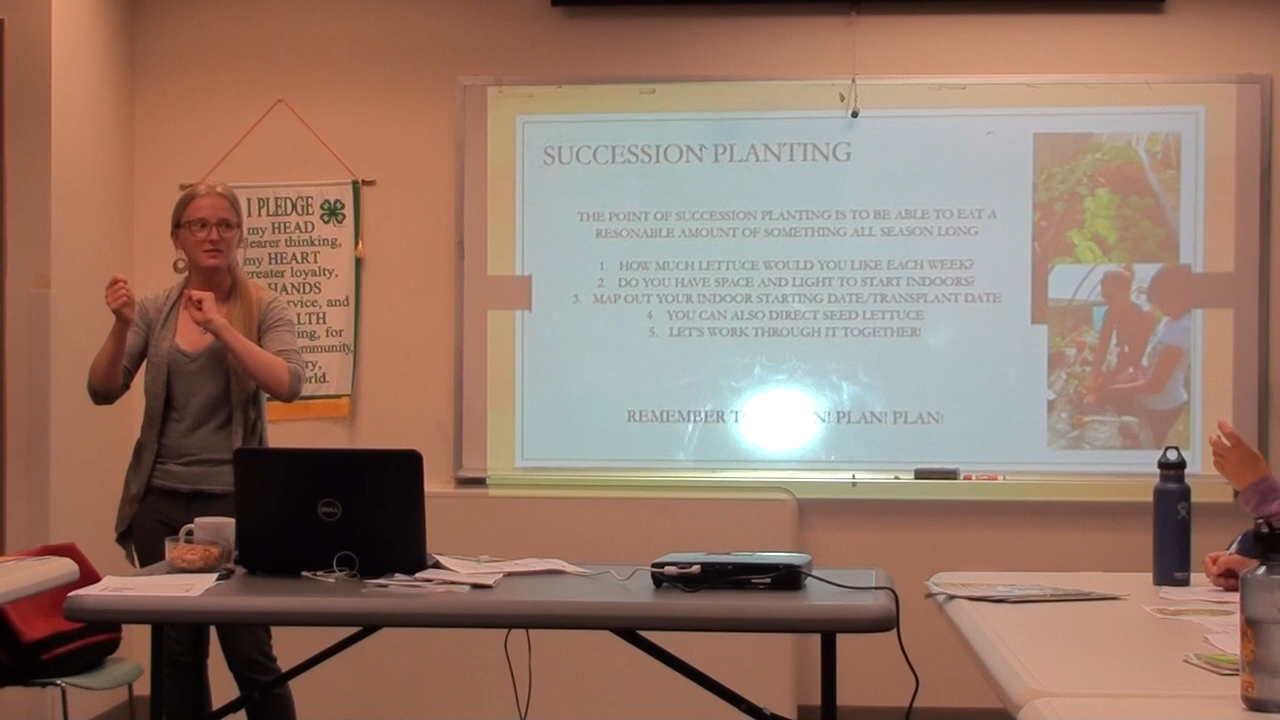 I PLEDGE
my HEAD
clearer thinking,
my HEART
greater loyalty,
HANDS
service, and
HEALTH
living, for
community,
world.
SUCCESSION PLANTING
THE POINT OF SUCCESSION PLANTING IS TO BE ABLE TO EAT A
RESONABLE AMOUNT OF SOMETHING ALL SEASON LONG
1. HOW MUCH LETTUCE WOULD YOU LIKE EACH WEEK?
2. DO YOU HAVE SPACE AND LIGHT TO START INDOORS?
3. MAP OUT YOUR INDOOR STARTING DATE/TRANSPLANT DATE
4. YOU CAN ALSO DIRECT SEED LETTUCE
5. LET'S WORK THROUGH IT TOGETHER!
REMEMBER PLAN! PLAN!
DELL